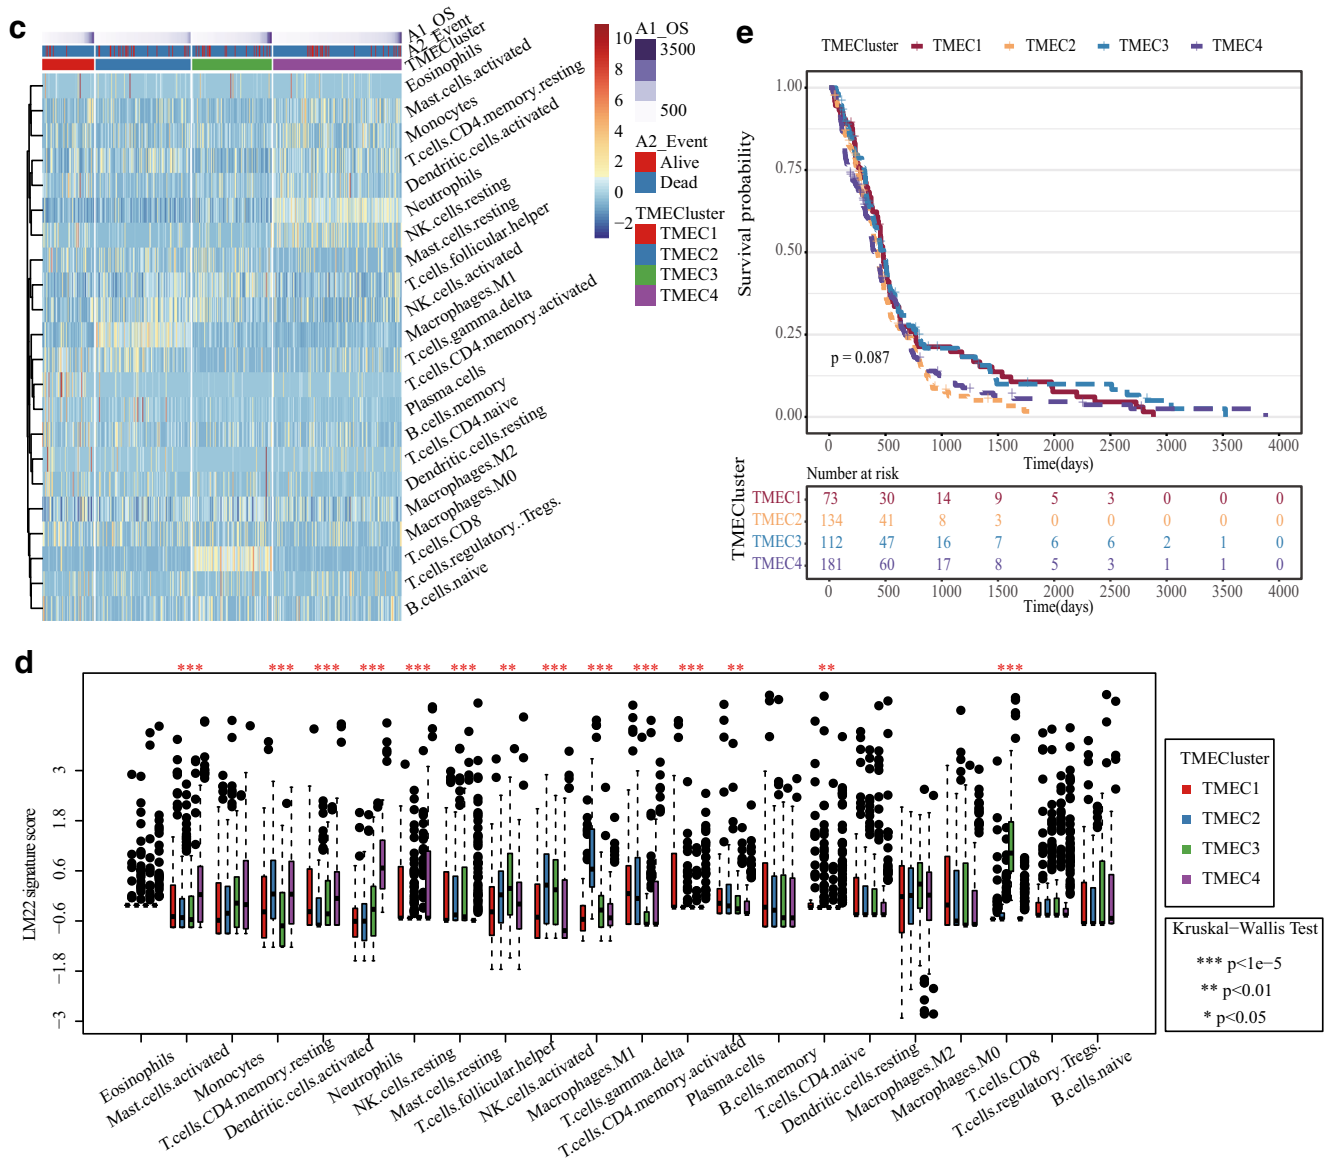 c
A1_OS
A2_Event
TMECluster
Eosinophils
Mast.cells.activated
Monocytes
T.cells.CD4.memory.resting
Dendritic.cells.activated
Neutrophils
NK.cells.resting
Mast.cells.resting
T.cells.follicular.helper
NK.cells.activated
Macrophages.M1
T.cells.gamma.delta
T.cells.CD4.memory.activated
Plasma.cells
B.cells.memory
T.cells.CD4.naive
Dendritic.cells.resting
Macrophages.M2
Macrophages.M0
T.cells.CD8
T.cells.regulatory..Tregs.
B.cells.naive
10
8
6
4
2
0
−2
A1_OS
3500
500
A2_Event
Alive
Dead
TMECluster
TMEC1
TMEC2
TMEC3
TMEC4
e
TMECluster TMEC1 TMEC2 TMEC3 TMEC4
Survival probability
1.00
0.75
0.50
0.25
0.00
p = 0.087
0 500 1000 1500 2000 2500 3000 3500 4000
Time(days)
Number at risk
TMECluster
TMEC1 73 30 14 9 5 3 0 0 0
TMEC2 134 41 8 3 0 0 0 0 0
TMEC3 112 47 16 7 6 6 2 1 0
TMEC4 181 60 17 8 5 3 1 1 0
0 500 1000 1500 2000 2500 3000 3500 4000
Time(days)
d
*** *** *** *** *** *** ** *** *** *** *** ** ** ***
LM22 signature score
3
1.8
0.6
−0.6
−1.8
−3
Eosinophils
Mast.cells.activated
Monocytes
T.cells.CD4.memory.resting
Dendritic.cells.activated
Neutrophils
NK.cells.resting
Mast.cells.resting
T.cells.follicular.helper
NK.cells.activated
Macrophages.M1
T.cells.gamma.delta
T.cells.CD4.memory.activated
Plasma.cells
B.cells.memory
T.cells.CD4.naive
Dendritic.cells.resting
Macrophages.M2
Macrophages.M0
T.cells.CD8
T.cells.regulatory..Tregs.
B.cells.naive
TMECluster
TMEC1
TMEC2
TMEC3
TMEC4
Kruskal−Wallis Test
*** p<1e−5
** p<0.01
* p<0.05